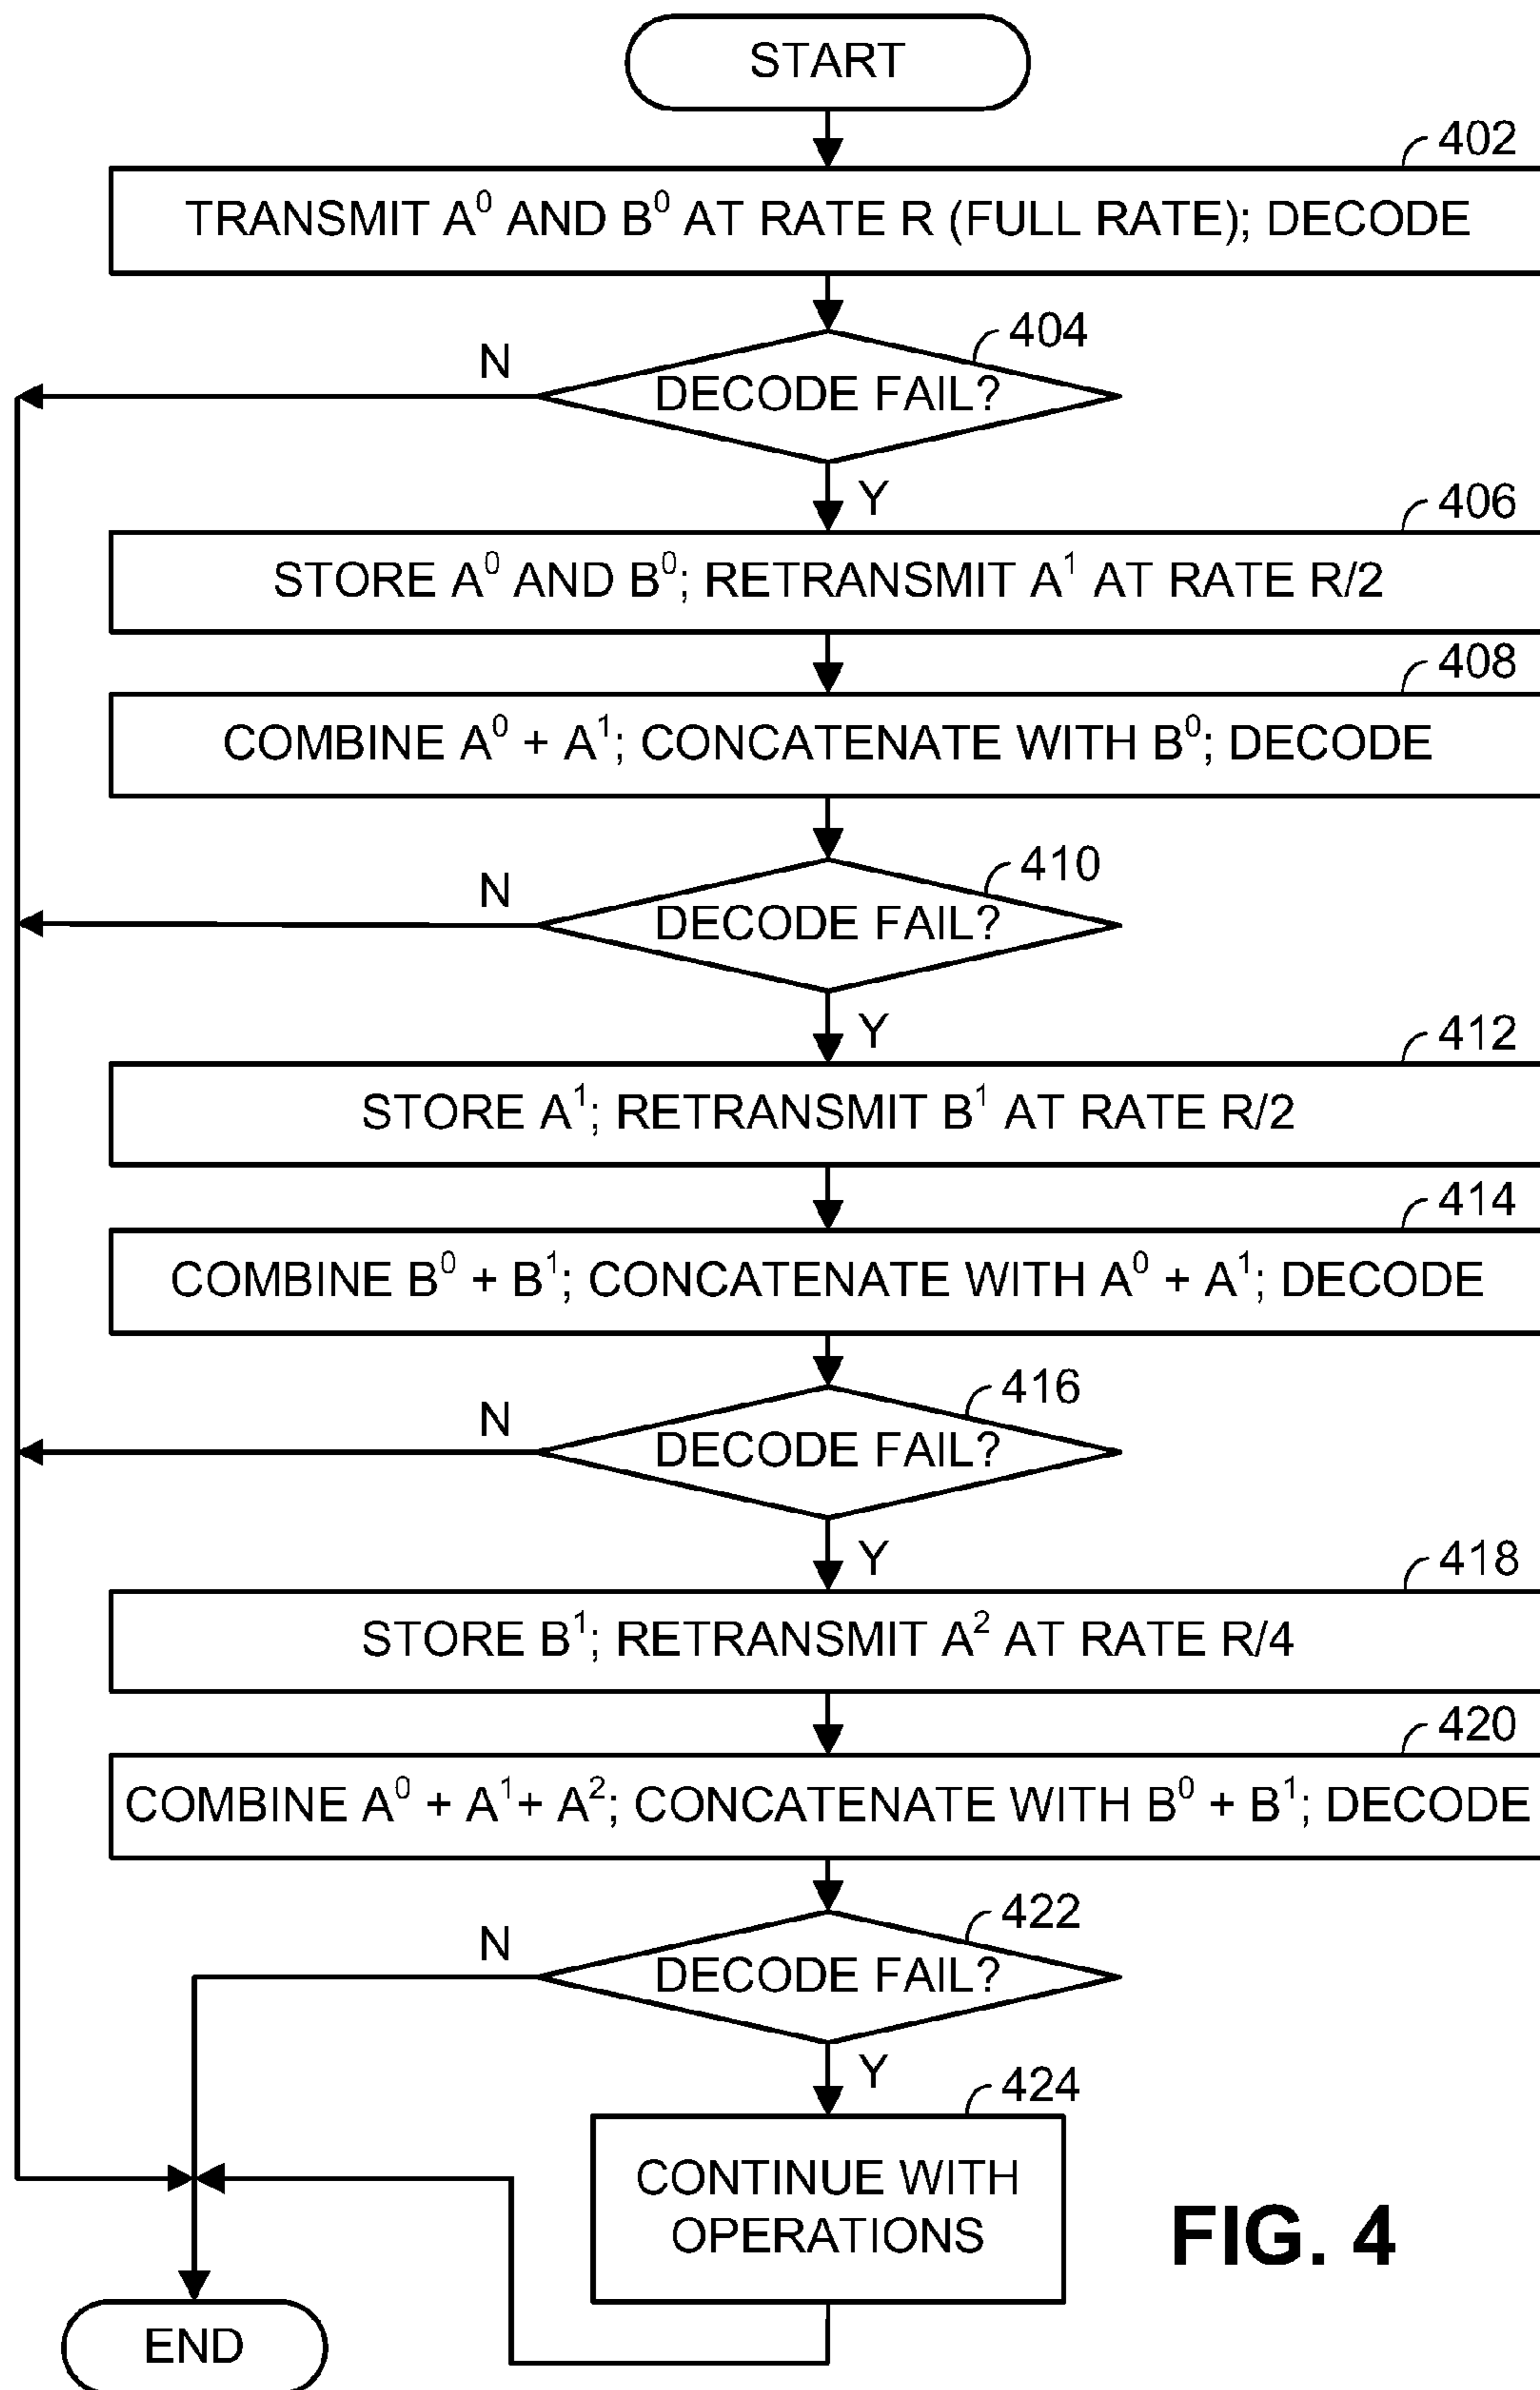 START
402
TRANSMIT A⁰ AND B⁰ AT RATE R (FULL RATE); DECODE
404
N
DECODE FAIL?
Y
406
STORE A⁰ AND B⁰; RETRANSMIT A¹ AT RATE R/2
408
COMBINE A⁰ + A¹; CONCATENATE WITH B⁰; DECODE
410
N
DECODE FAIL?
Y
412
STORE A¹; RETRANSMIT B¹ AT RATE R/2
414
COMBINE B⁰ + B¹; CONCATENATE WITH A⁰ + A¹; DECODE
416
N
DECODE FAIL?
Y
418
STORE B¹; RETRANSMIT A² AT RATE R/4
420
COMBINE A⁰ + A¹+ A²; CONCATENATE WITH B⁰ + B¹; DECODE
422
N
DECODE FAIL?
Y
424
CONTINUE WITH
OPERATIONS
FIG. 4
END